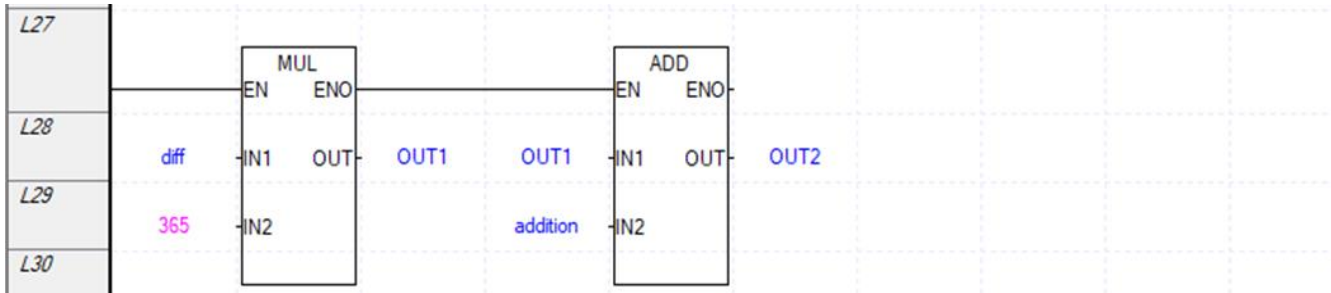 L27
MUL ADD
EN ENO EN ENO
L28
diff IN1 OUT OUT1 OUT1 IN1 OUT OUT2
L29
365 IN2 addition IN2
L30